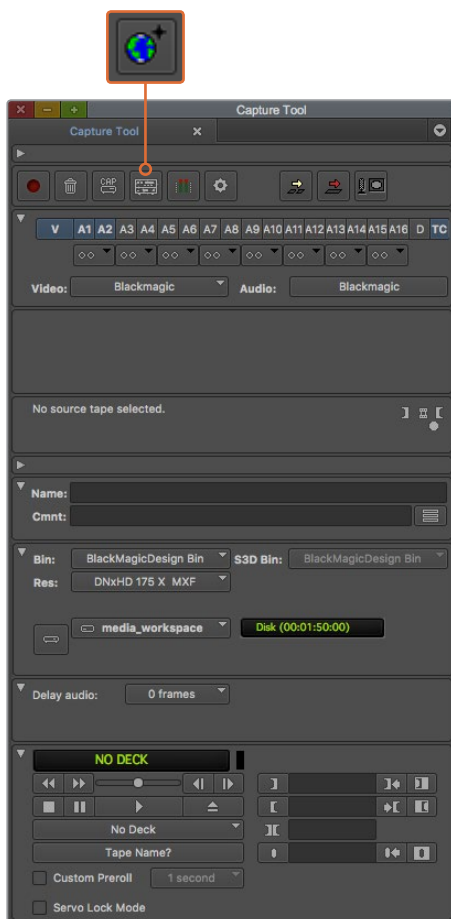 Capture Tool
Capture Tool
CAP
V A1 A2 A3 A4 A5 A6 A7 A8 A9 A10 A11 A12 A13 A14 A15 A16 D TC
Video: Blackmagic Audio: Blackmagic
No source tape selected.
Name:
Cmnt:
Bin: BlackMagicDesign Bin S3D Bin: BlackMagicDesign Bin
Res: DNxHD 175 X MXF
media_workspace Disk (00:01:50:00)
Delay audio: 0 frames
NO DECK
No Deck
Tape Name?
Custom Preroll 1 second
Servo Lock Mode